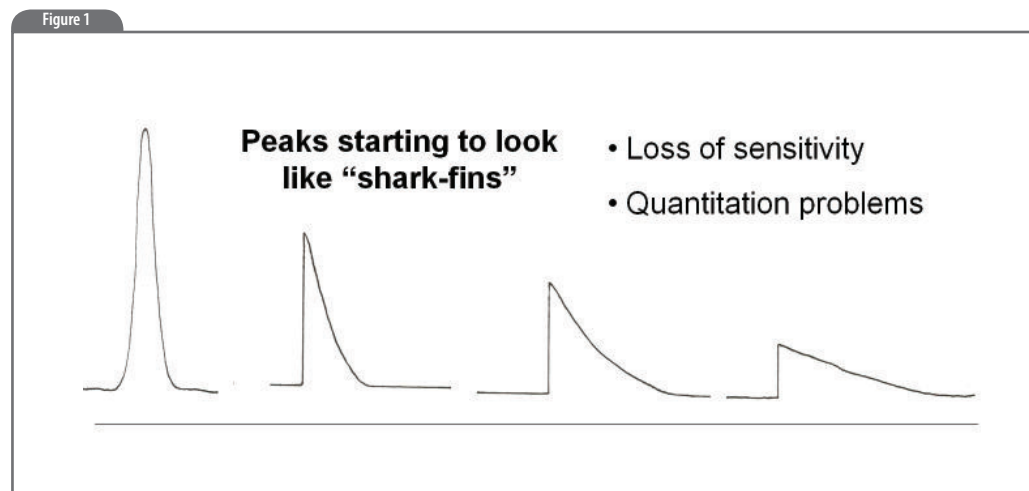 Figure 1
Peaks starting to look
like “shark-fins”
• Loss of sensitivity
• Quantitation problems